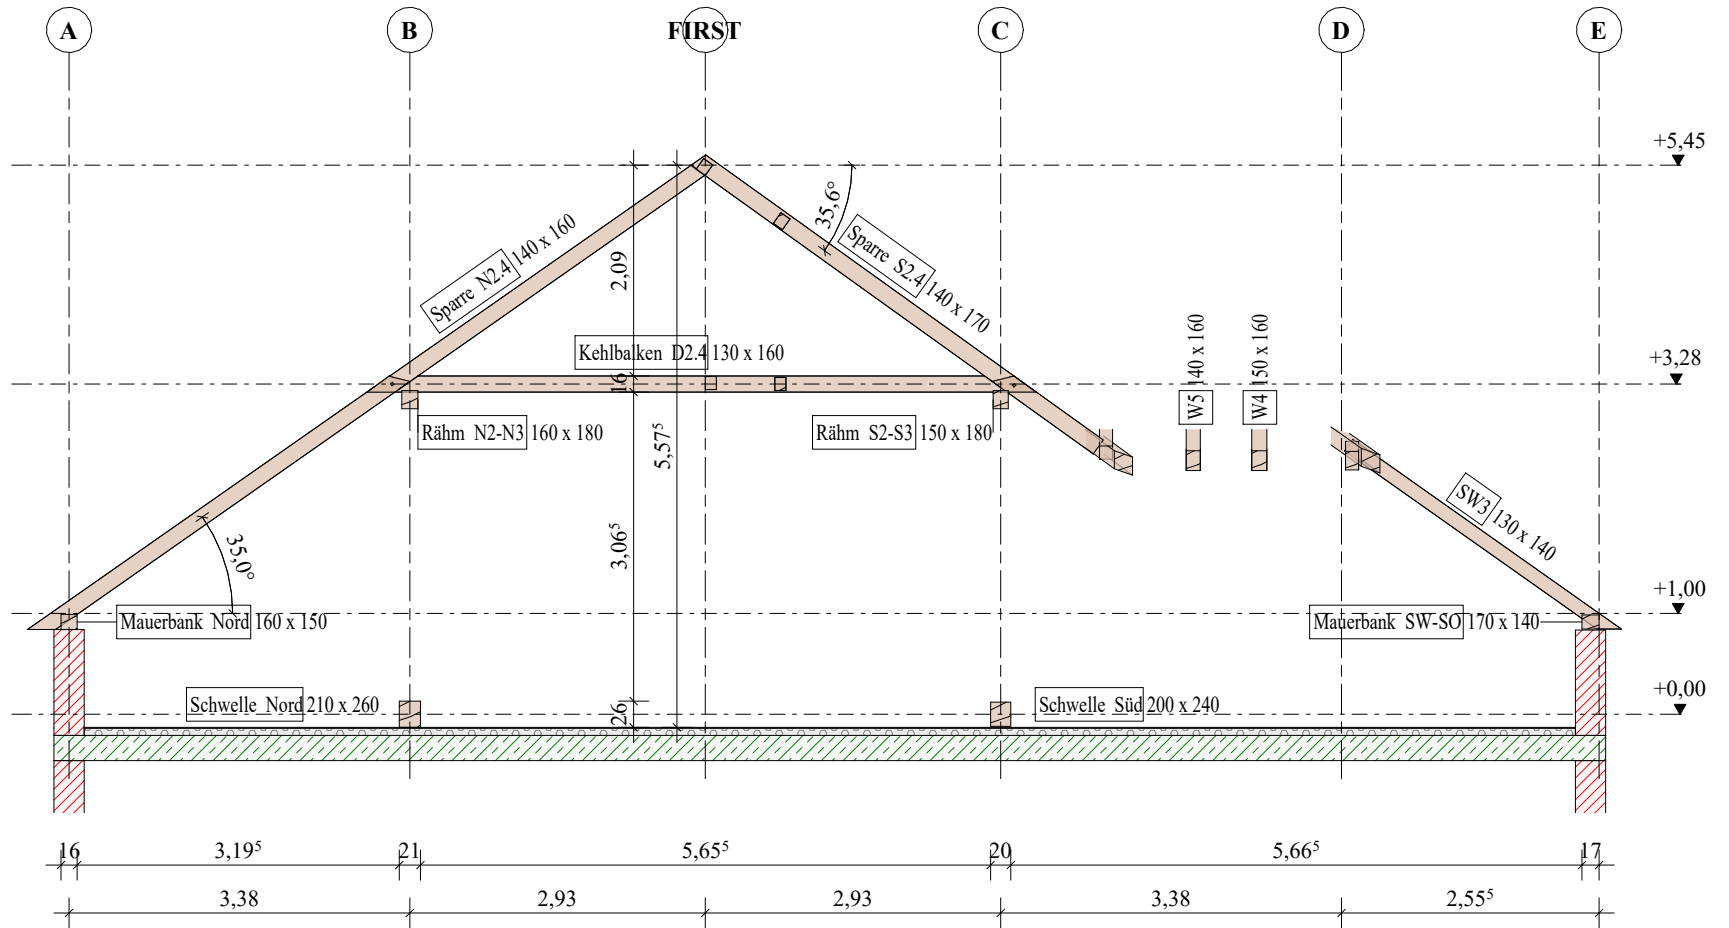 A B FIRST C D E
+5,45
35,6°
Sparre N2.4 140 x 160
Sparre S2.4 140 x 170
2,09
Kehlbalken D2.4 130 x 160
W5 140 x 160
W4 150 x 160
+3,28
16
Rähm N2-N3 160 x 180
5,57⁵
Rähm S2-S3 150 x 180
SW3 130 x 140
3,06⁵
35,0°
+1,00
Mauerbank Nord 160 x 150
Mauerbank SW-SO 170 x 140
+0,00
Schwelle Nord 210 x 260
26
Schwelle Süd 200 x 240
16 3,19⁵ 21 5,65⁵ 20 5,66⁵ 17
3,38 2,93 2,93 3,38 2,55⁵